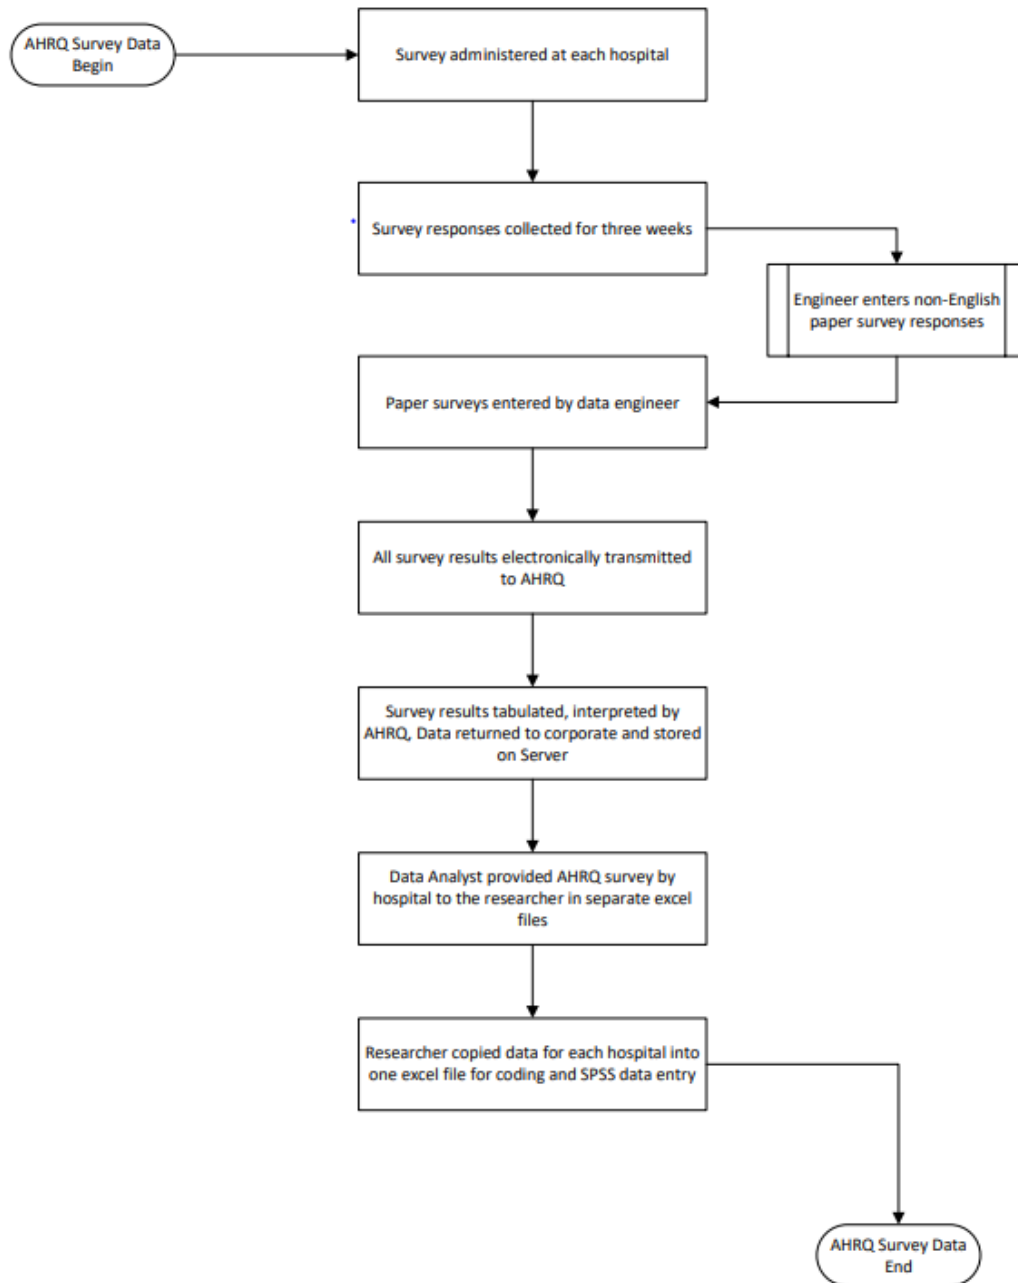 AHRQ Survey Data
Begin
Survey administered at each hospital
Survey responses collected for three weeks
Engineer enters non-English
paper survey responses
Paper surveys entered by data engineer
All survey results electronically transmitted
to AHRQ
Survey results tabulated, interpreted by
AHRQ, Data returned to corporate and stored
on Server
Data Analyst provided AHRQ survey by
hospital to the researcher in separate excel
files
Researcher copied data for each hospital into
one excel file for coding and SPSS data entry
AHRQ Survey Data
End